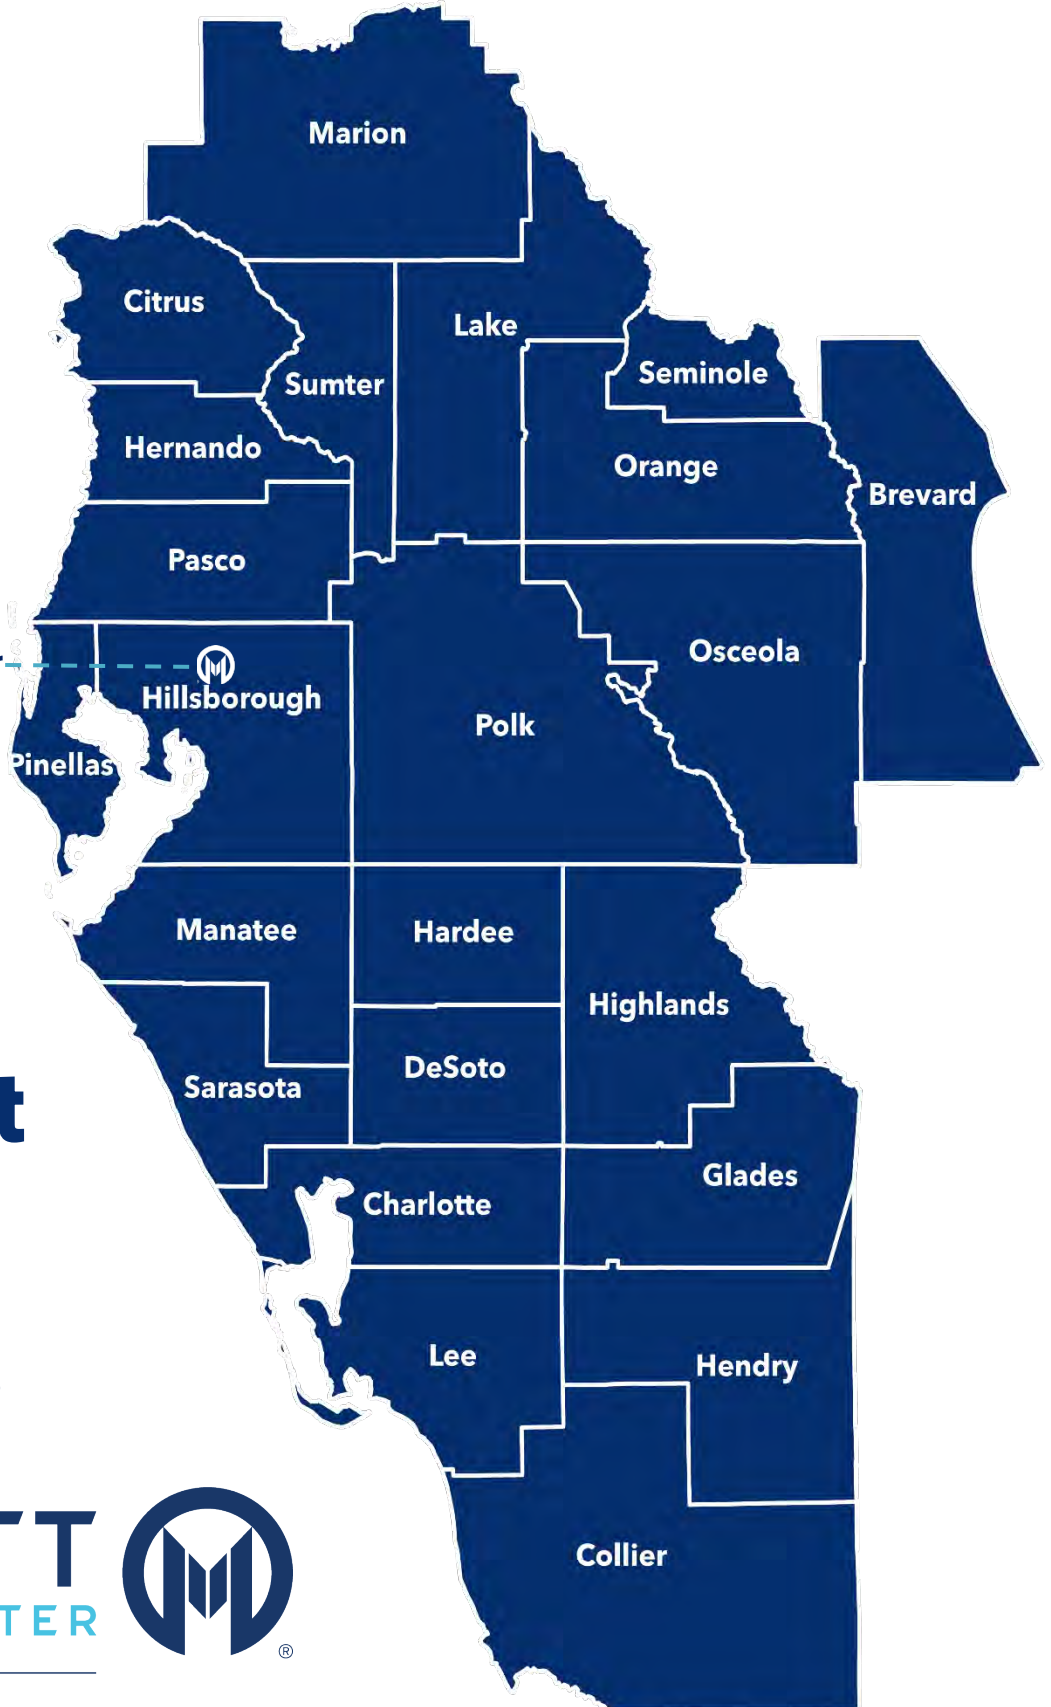 Marion
Citrus
Lake
Seminole
Sumter
Hernando
Orange
Brevard
Pasco
Osceola
Hillsborough
Polk
Pinellas
Manatee
Hardee
Highlands
DeSoto
Sarasota
t
Glades
Charlotte
Lee
Hendry
Collier
TT
TER
®